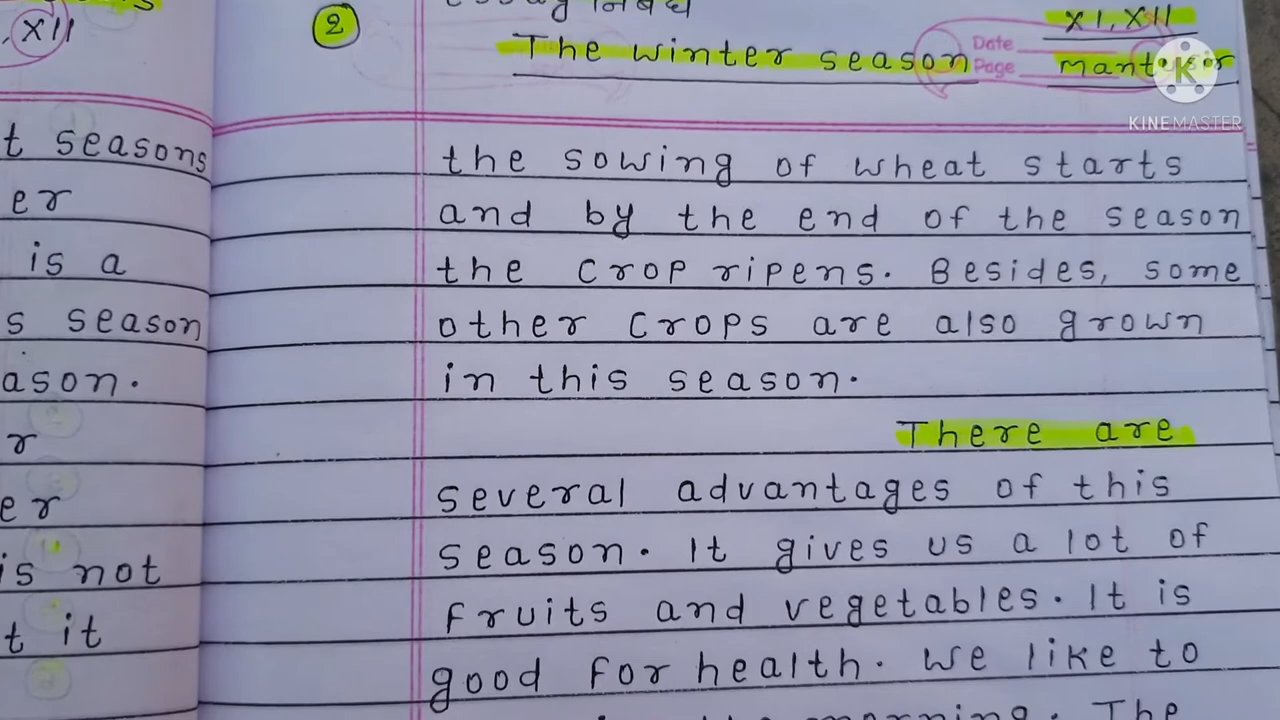 XII
t seasons
er
is a
s season
ason.
r
er
is not
t it
2
निबंध
XI, XII
The winter season
Date
Page
KINEMASTER
the sowing of wheat starts
and by the end of the season
the crop ripens. Besides, some
other crops are also grown
in this season.
There are
several advantages of this
season. It gives us a lot of
fruits and vegetables. It is
good for health. We like to
morning. The